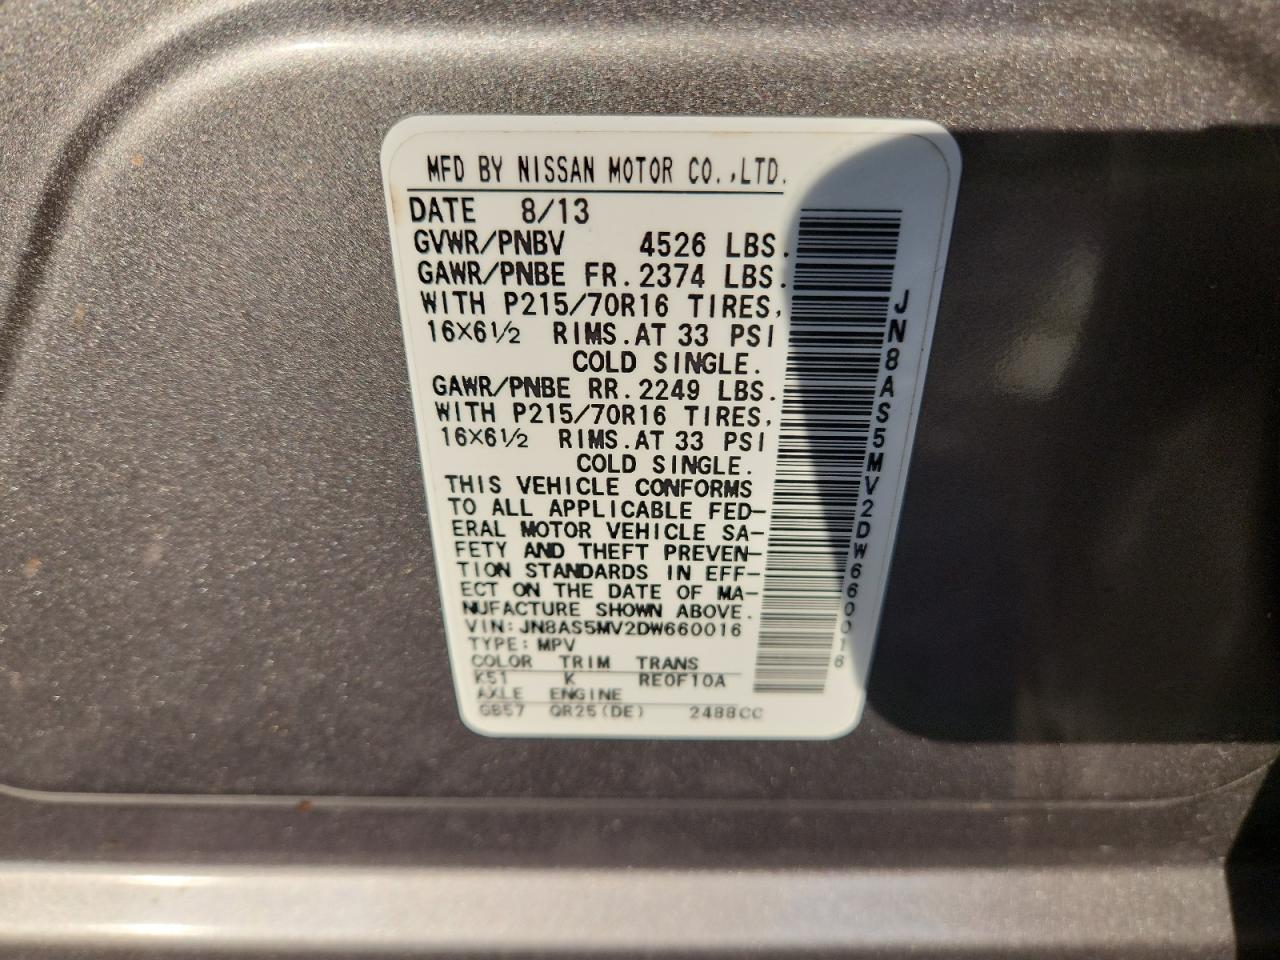 MFD BY NISSAN MOTOR CO.,LTD.
DATE 8/13
GVWR/PNBV 4526 LBS.
GAWR/PNBE FR.2374 LBS.
WITH P215/70R16 TIRES,
16×6½ RIMS.AT 33 PSI
COLD SINGLE.
GAWR/PNBE RR.2249 LBS.
WITH P215/70R16 TIRES,
16×6½ RIMS.AT 33 PSI
COLD SINGLE.
THIS VEHICLE CONFORMS
TO ALL APPLICABLE FED-
ERAL MOTOR VEHICLE SA-
FETY AND THEFT PREVEN-
TION STANDARDS IN EFF-
ECT ON THE DATE OF MA-
NUFACTURE SHOWN ABOVE.
VIN:JN8AS5MV2DW660016
TYPE:MPV
COLOR TRIM TRANS
K51 K RE0F10A
AXLE ENGINE
GB57 QR25(DE) 2488CC
JN8AS5MV2DW660016